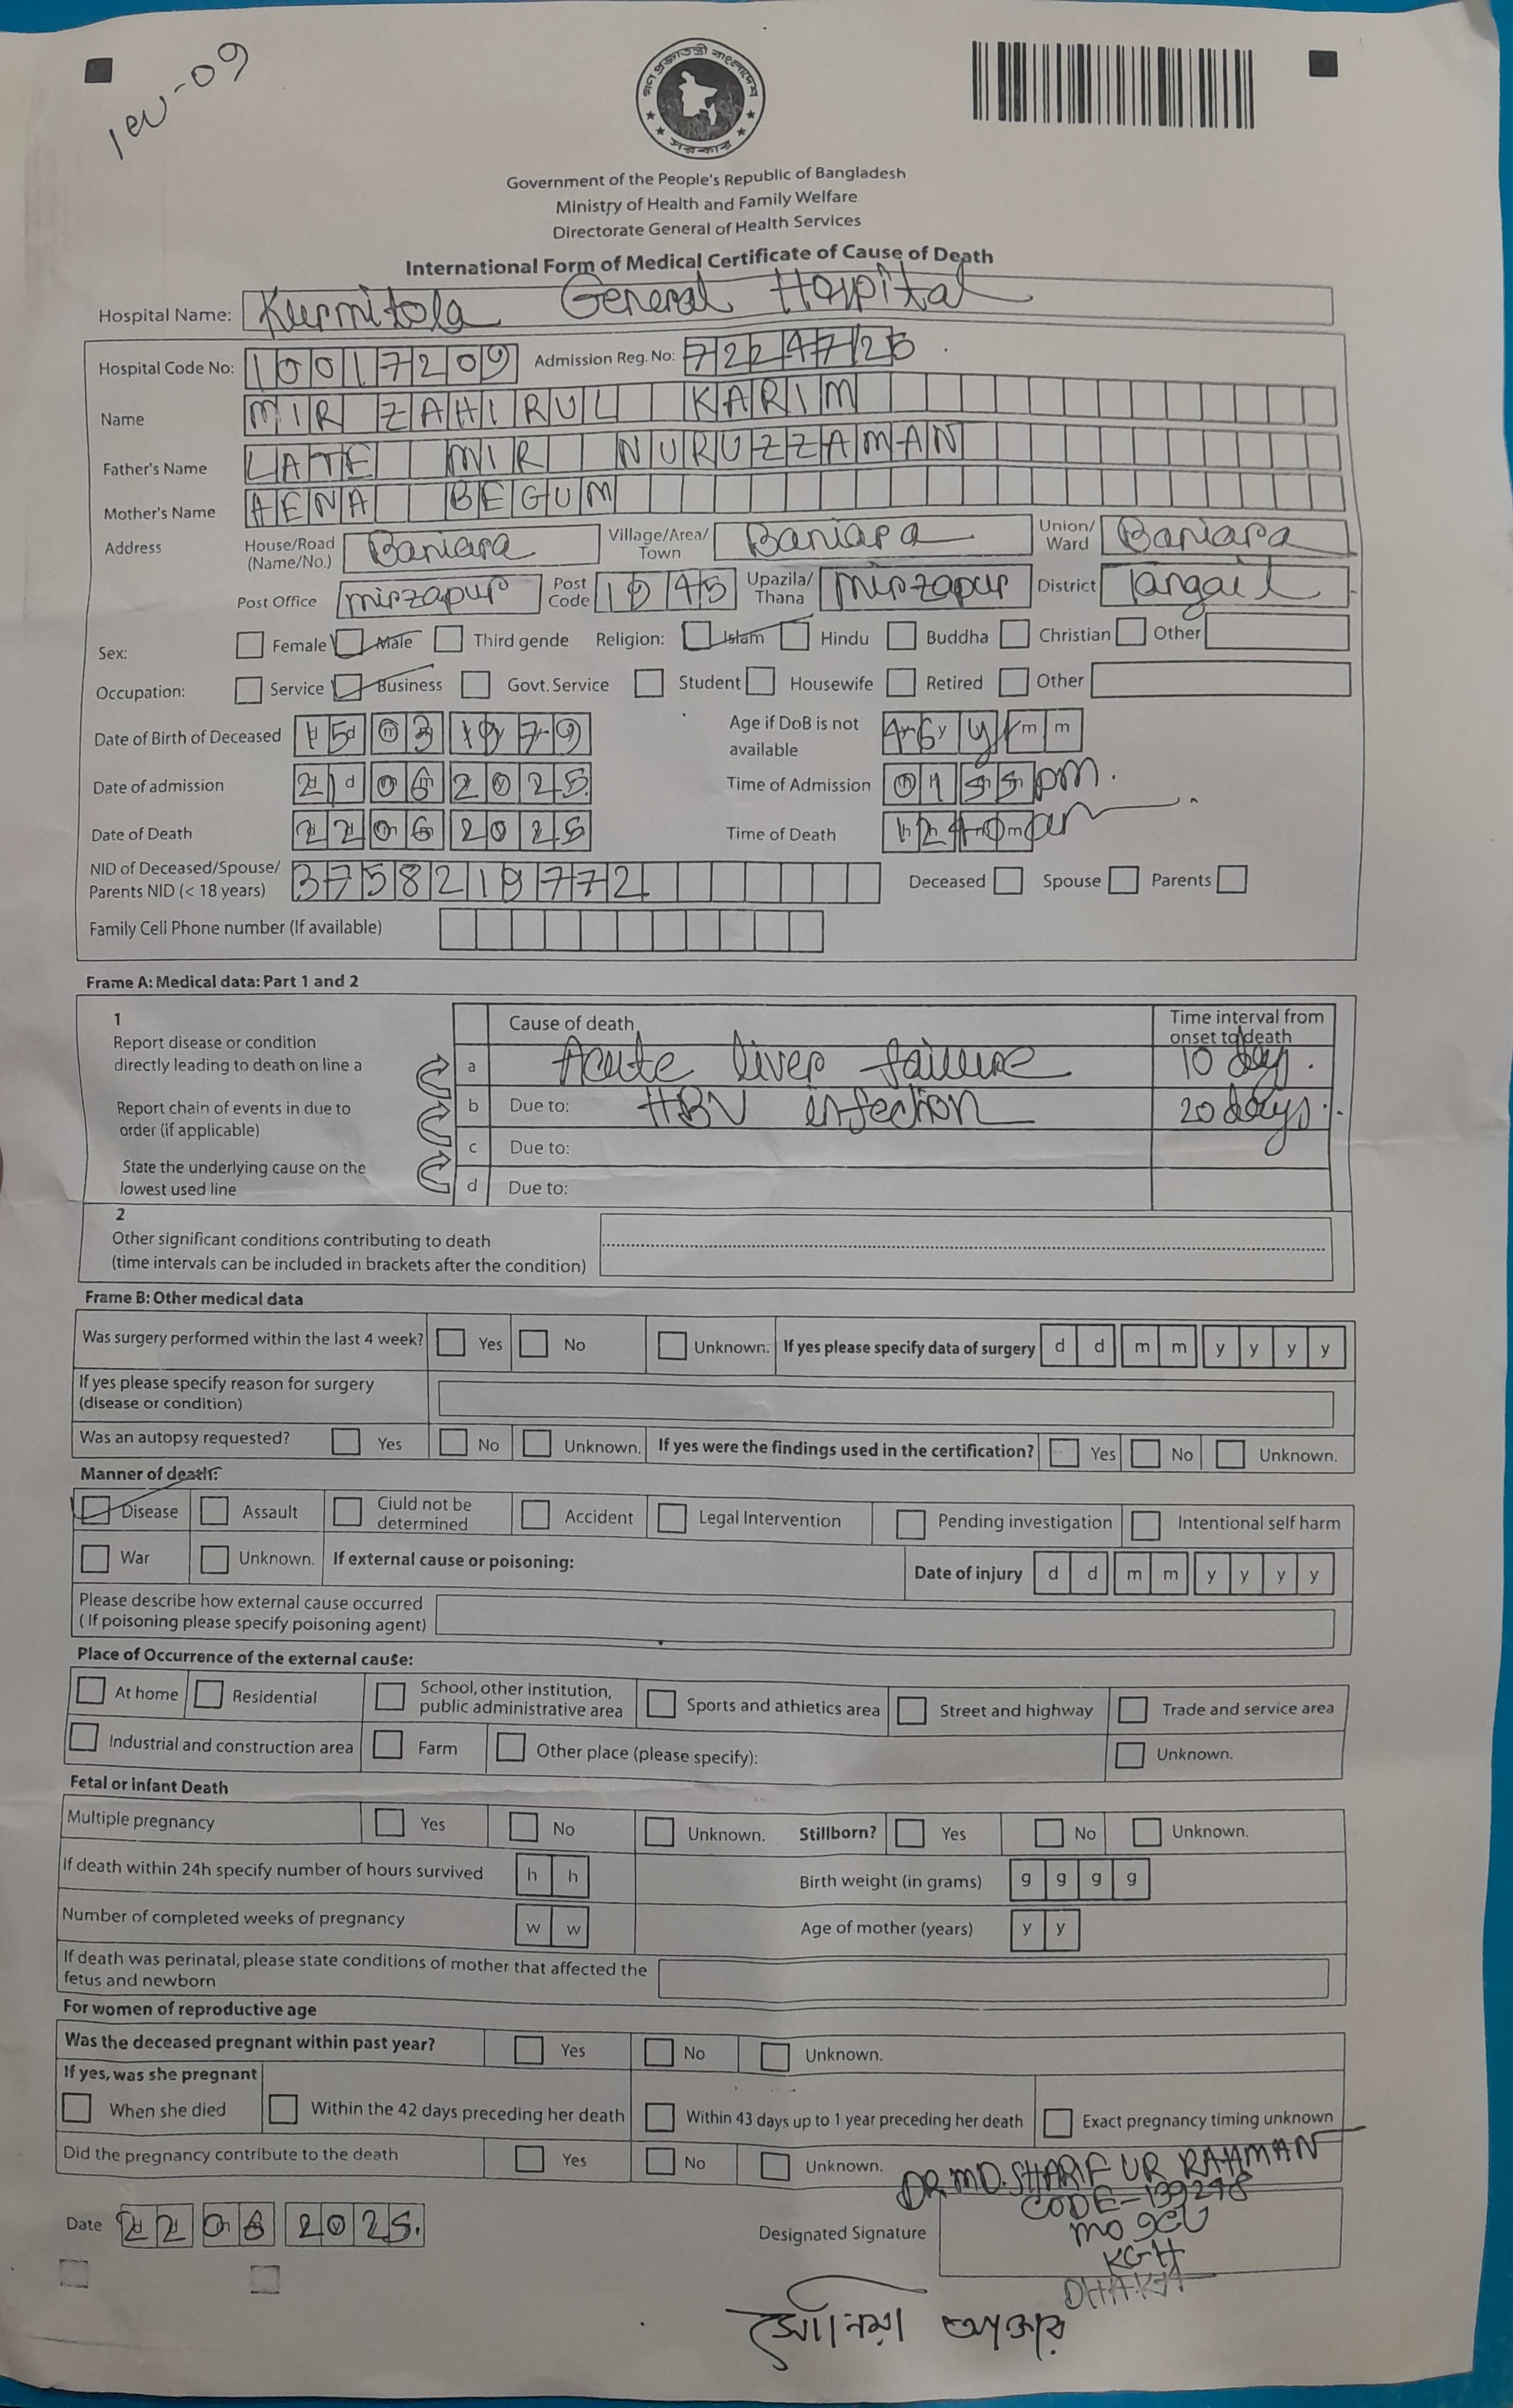 ICU-09
গণপ্রজাতন্ত্রী বাংলাদেশ সরকার
Government of the People's Republic of Bangladesh
Ministry of Health and Family Welfare
Directorate General of Health Services
International Form of Medical Certificate of Cause of Death
Hospital Name: Kurmitola General Hospital
Hospital Code No: 10017209 Admission Reg. No: 72247/25
Name MIR ZAHIRUL KARIM
Father's Name LATE MIR NURUZZAMAN
Mother's Name HENA BEGUM
Address House/Road (Name/No.) Baniara Village/Area/Town Baniara Union/Ward Baniara
Post Office Mirzapur Post Code 1945 Upazila/Thana Mirzapur District Tangail
Sex: Female Male Third gende Religion: Islam Hindu Buddha Christian Other
Occupation: Service Business Govt. Service Student Housewife Retired Other
Date of Birth of Deceased 15 03 1979 Age if DoB is not available 46 yr m m
Date of admission 21 06 2025 Time of Admission 01 55 pm.
Date of Death 22 06 2025 Time of Death 12 40 am
NID of Deceased/Spouse/Parents NID (< 18 years) 3758219772 Deceased Spouse Parents
Family Cell Phone number (If available)
Frame A: Medical data: Part 1 and 2
1
Report disease or condition directly leading to death on line a
Report chain of events in due to order (if applicable)
State the underlying cause on the lowest used line
Cause of death Time interval from onset to death
a Acute liver failure 10 day.
b Due to: HBV infection 20 days.
c Due to:
d Due to:
2
Other significant conditions contributing to death
(time intervals can be included in brackets after the condition)
Frame B: Other medical data
Was surgery performed within the last 4 week? Yes No Unknown. If yes please specify data of surgery d d m m y y y y
If yes please specify reason for surgery
(disease or condition)
Was an autopsy requested? Yes No Unknown. If yes were the findings used in the certification? Yes No Unknown.
Manner of death:
Disease Assault Ciuld not be determined Accident Legal Intervention Pending investigation Intentional self harm
War Unknown. If external cause or poisoning: Date of injury d d m m y y y y
Please describe how external cause occurred
( If poisoning please specify poisoning agent)
Place of Occurrence of the external cause:
At home Residential School, other institution, public administrative area Sports and athletics area Street and highway Trade and service area
Industrial and construction area Farm Other place (please specify): Unknown.
Fetal or infant Death
Multiple pregnancy Yes No Unknown. Stillborn? Yes No Unknown.
If death within 24h specify number of hours survived h h Birth weight (in grams) g g g g
Number of completed weeks of pregnancy w w Age of mother (years) y y
If death was perinatal, please state conditions of mother that affected the
fetus and newborn
For women of reproductive age
Was the deceased pregnant within past year? Yes No Unknown.
If yes, was she pregnant
When she died Within the 42 days preceding her death Within 43 days up to 1 year preceding her death Exact pregnancy timing unknown
Did the pregnancy contribute to the death Yes No Unknown.
DR. MD. SHARIF UR RAHMAN
CODE-139278
Date 22 06 2025. Designated Signature MO ICU
KGH
DHAKA
সোনিয়া আক্তার